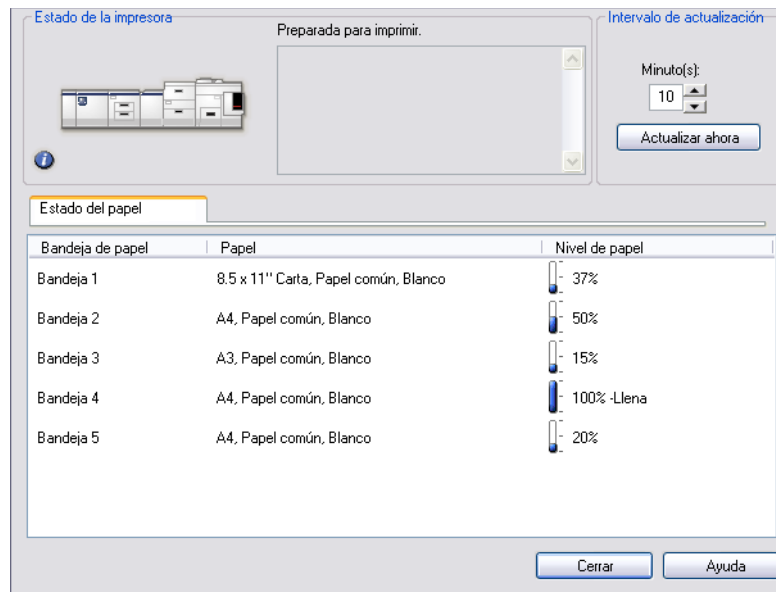 Estado de la impresora
Preparada para imprimir.
Intervalo de actualización
Minuto(s):
10
Actualizar ahora
Estado del papel
Bandeja de papel Papel Nivel de papel
Bandeja 1 8.5 x 11" Carta, Papel común, Blanco 37%
Bandeja 2 A4, Papel común, Blanco 50%
Bandeja 3 A3, Papel común, Blanco 15%
Bandeja 4 A4, Papel común, Blanco 100% -Llena
Bandeja 5 A4, Papel común, Blanco 20%
Cerrar Ayuda